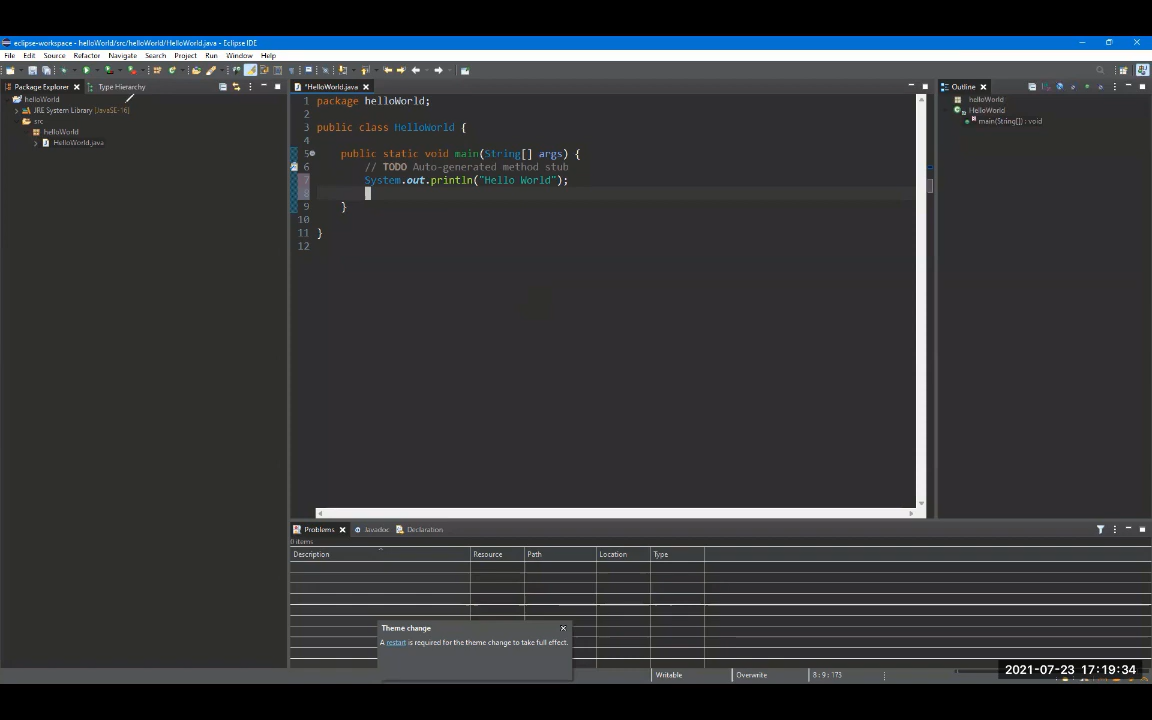 eclipse-workspace - helloWorld/src/helloWorld/HelloWorld.java - Eclipse IDE
File Edit Source Refactor Navigate Search Project Run Window Help
Package Explorer Type Hierarchy
helloWorld
JRE System Library [JavaSE-16]
src
helloWorld
HelloWorld.java
*HelloWorld.java
1 package helloWorld;
2
3 public class HelloWorld {
4
5 public static void main(String[] args) {
6 // TODO Auto-generated method stub
7 System.out.println("Hello World");
8
9 }
10
11 }
12
Outline
helloWorld
HelloWorld
main(String[]) : void
Problems Javadoc Declaration
0 items
Description Resource Path Location Type
Theme change
A restart is required for the theme change to take full effect.
Writable Overwrite 8 : 9 : 173
2021-07-23 17:19:34